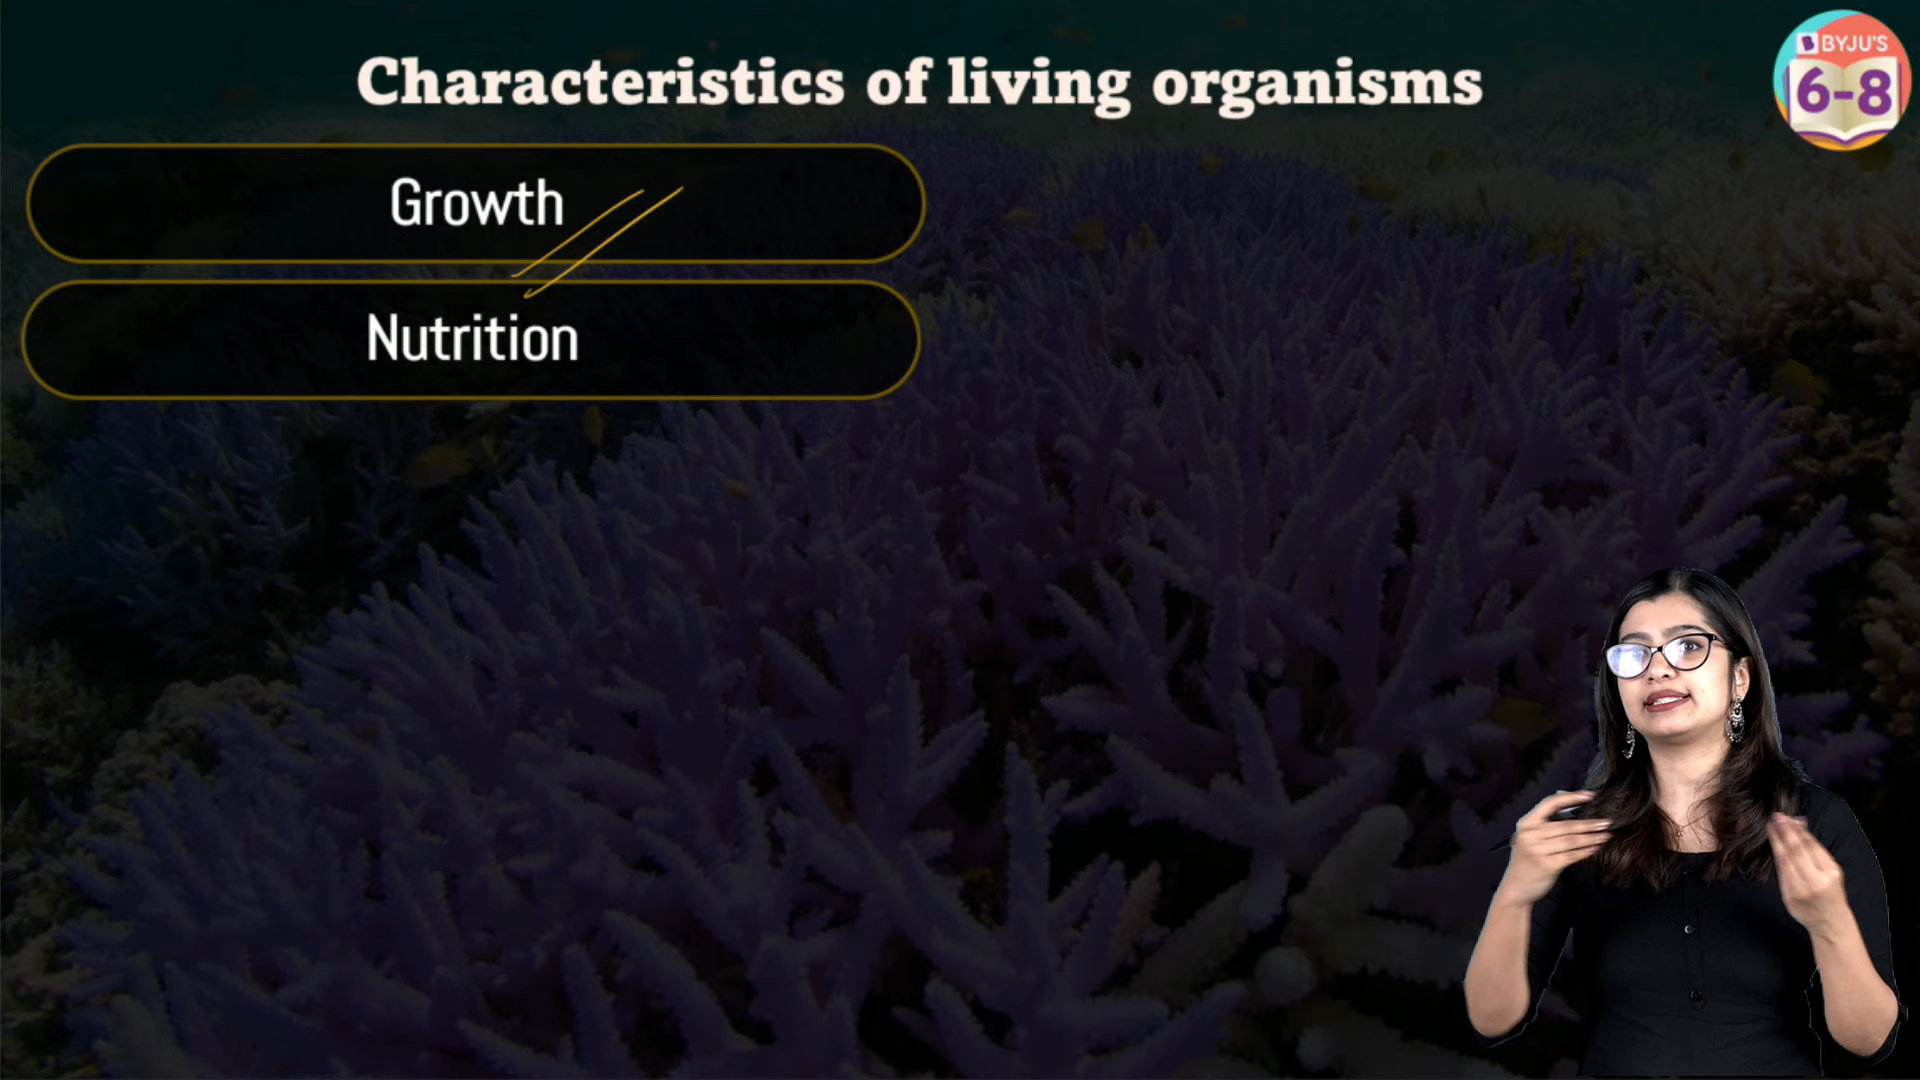 Characteristics of living organisms
BYJU'S
6-8
Growth
Nutrition